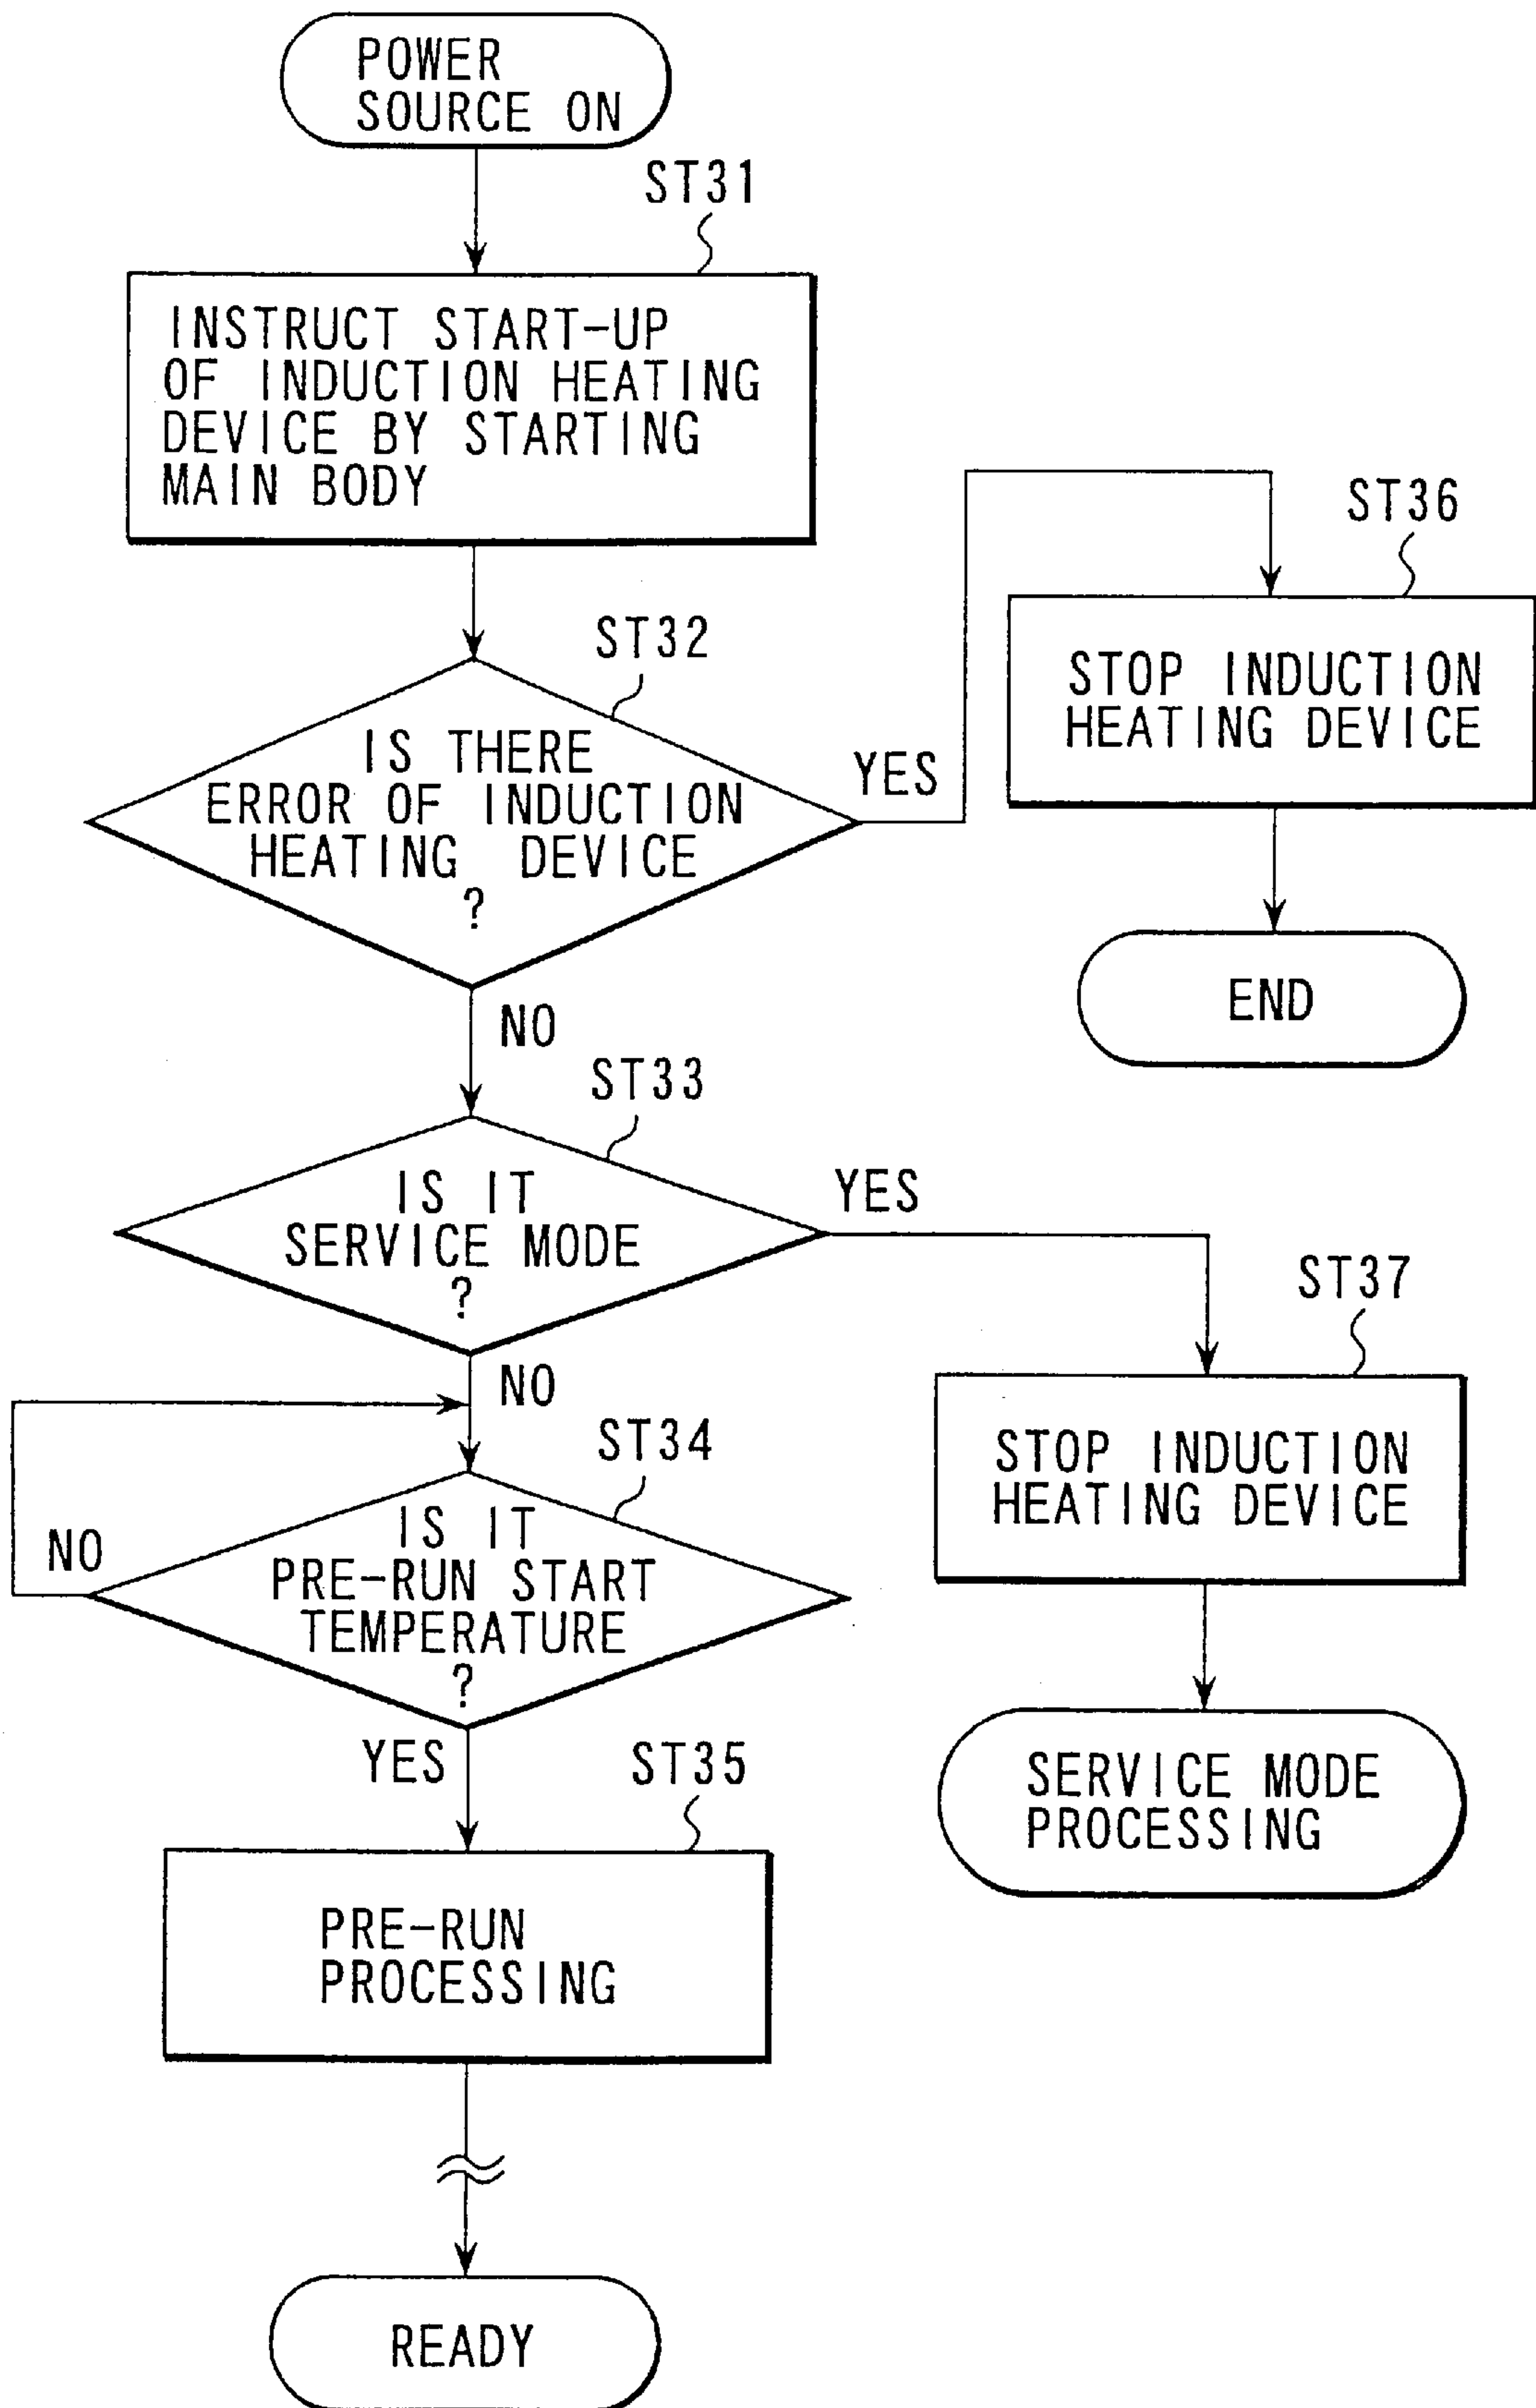 POWER
SOURCE ON
ST31
INSTRUCT START-UP
OF INDUCTION HEATING
DEVICE BY STARTING
MAIN BODY
ST36
STOP INDUCTION
HEATING DEVICE
END
ST32
IS THERE
ERROR OF INDUCTION
HEATING DEVICE
?
YES
NO
ST33
IS IT
SERVICE MODE
?
YES
NO
ST37
STOP INDUCTION
HEATING DEVICE
SERVICE MODE
PROCESSING
ST34
IS IT
PRE-RUN START
TEMPERATURE
?
NO
YES
ST35
PRE-RUN
PROCESSING
READY